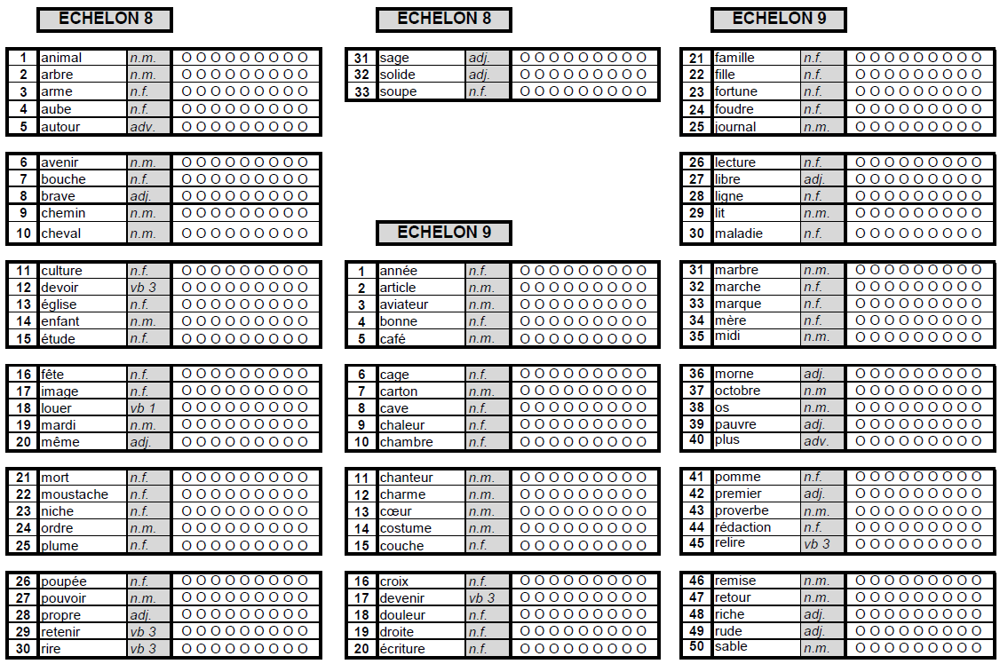 ECHELON 8
1 animal n.m. O O O O O O O O O
2 arbre n.m. O O O O O O O O O
3 arme n.f. O O O O O O O O O
4 aube n.f. O O O O O O O O O
5 autour adv. O O O O O O O O O
6 avenir n.m. O O O O O O O O O
7 bouche n.f. O O O O O O O O O
8 brave adj. O O O O O O O O O
9 chemin n.m. O O O O O O O O O
10 cheval n.m. O O O O O O O O O
11 culture n.f. O O O O O O O O O
12 devoir vb 3 O O O O O O O O O
13 église n.f. O O O O O O O O O
14 enfant n.m. O O O O O O O O O
15 étude n.f. O O O O O O O O O
16 fête n.f. O O O O O O O O O
17 image n.f. O O O O O O O O O
18 louer vb 1 O O O O O O O O O
19 mardi n.m. O O O O O O O O O
20 même adj. O O O O O O O O O
21 mort n.f. O O O O O O O O O
22 moustache n.f. O O O O O O O O O
23 niche n.f. O O O O O O O O O
24 ordre n.m. O O O O O O O O O
25 plume n.f. O O O O O O O O O
26 poupée n.f. O O O O O O O O O
27 pouvoir n.m. O O O O O O O O O
28 propre adj. O O O O O O O O O
29 retenir vb 3 O O O O O O O O O
30 rire vb 3 O O O O O O O O O
ECHELON 8
31 sage adj. O O O O O O O O O
32 solide adj. O O O O O O O O O
33 soupe n.f. O O O O O O O O O
ECHELON 9
1 année n.f. O O O O O O O O O
2 article n.m. O O O O O O O O O
3 aviateur n.m. O O O O O O O O O
4 bonne n.f. O O O O O O O O O
5 café n.m. O O O O O O O O O
6 cage n.f. O O O O O O O O O
7 carton n.m. O O O O O O O O O
8 cave n.f. O O O O O O O O O
9 chaleur n.f. O O O O O O O O O
10 chambre n.f. O O O O O O O O O
11 chanteur n.m. O O O O O O O O O
12 charme n.m. O O O O O O O O O
13 cœur n.m. O O O O O O O O O
14 costume n.m. O O O O O O O O O
15 couche n.f. O O O O O O O O O
16 croix n.f. O O O O O O O O O
17 devenir vb 3 O O O O O O O O O
18 douleur n.f. O O O O O O O O O
19 droite n.f. O O O O O O O O O
20 écriture n.f. O O O O O O O O O
ECHELON 9
21 famille n.f. O O O O O O O O O
22 fille n.f. O O O O O O O O O
23 fortune n.f. O O O O O O O O O
24 foudre n.f. O O O O O O O O O
25 journal n.m. O O O O O O O O O
26 lecture n.f. O O O O O O O O O
27 libre adj. O O O O O O O O O
28 ligne n.f. O O O O O O O O O
29 lit n.m. O O O O O O O O O
30 maladie n.f. O O O O O O O O O
31 marbre n.m. O O O O O O O O O
32 marche n.f. O O O O O O O O O
33 marque n.f. O O O O O O O O O
34 mère n.f. O O O O O O O O O
35 midi n.m. O O O O O O O O O
36 morne adj. O O O O O O O O O
37 octobre n.m O O O O O O O O O
38 os n.m. O O O O O O O O O
39 pauvre adj. O O O O O O O O O
40 plus adv. O O O O O O O O O
41 pomme n.f. O O O O O O O O O
42 premier adj. O O O O O O O O O
43 proverbe n.m. O O O O O O O O O
44 rédaction n.f. O O O O O O O O O
45 relire vb 3 O O O O O O O O O
46 remise n.m. O O O O O O O O O
47 retour n.m. O O O O O O O O O
48 riche adj. O O O O O O O O O
49 rude adj. O O O O O O O O O
50 sable n.m. O O O O O O O O O